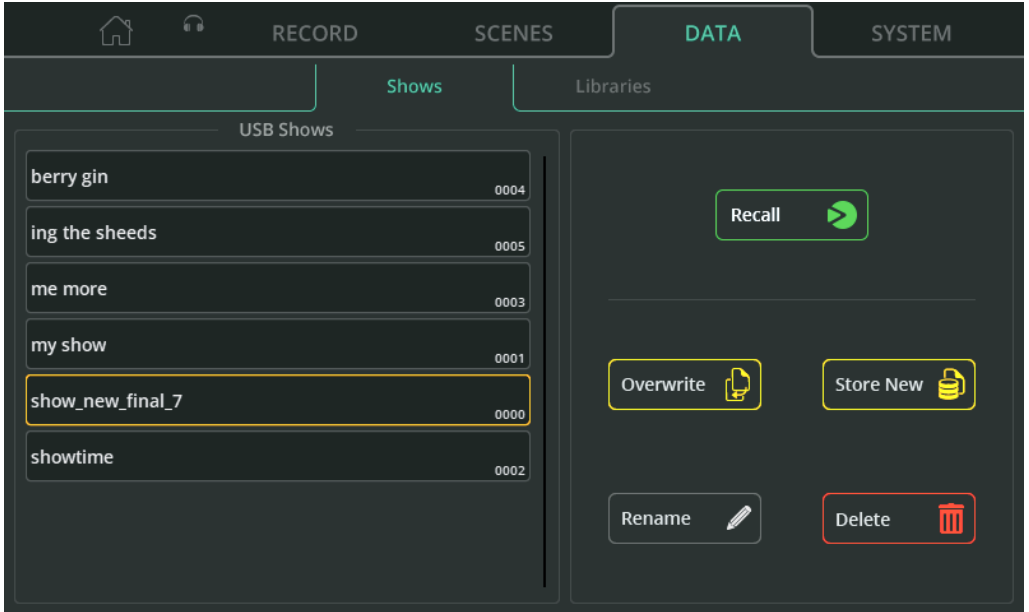 RECORD SCENES DATA SYSTEM
Shows Libraries
USB Shows
berry gin
0004
ing the sheeds
0005
me more
0003
my show
0001
show_new_final_7
0000
showtime
0002
Recall
Overwrite Store New
Rename Delete